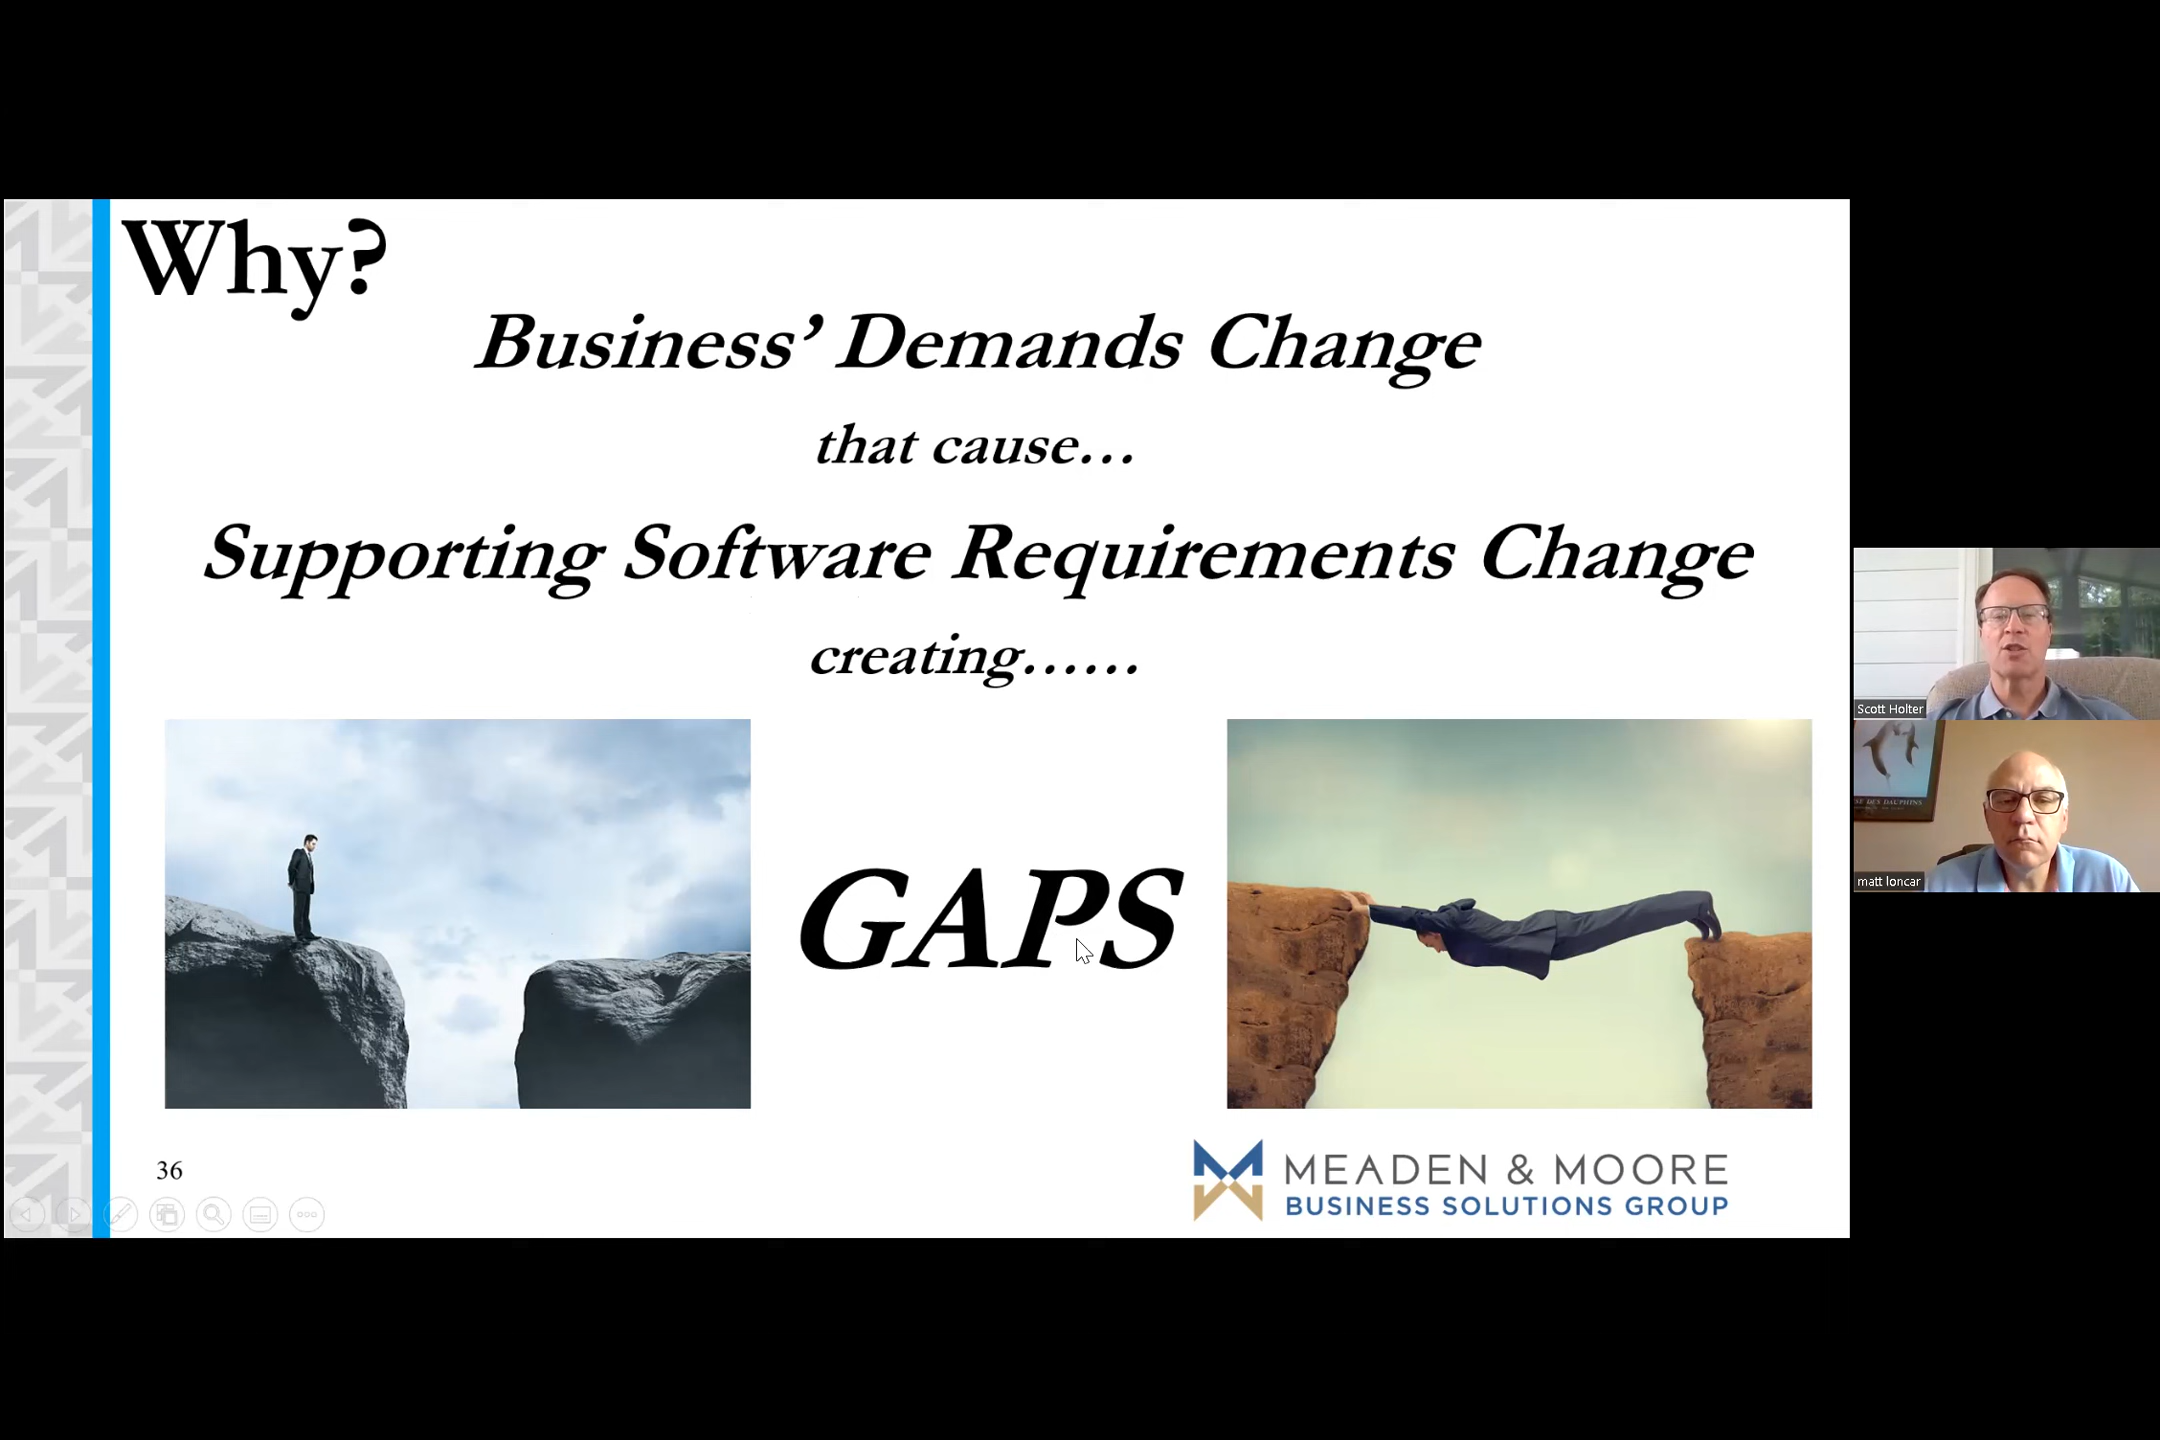 Why?
Business’ Demands Change
that cause…
Supporting Software Requirements Change
creating……
GAPS
36
MEADEN & MOORE
BUSINESS SOLUTIONS GROUP
Scott Holter
matt loncar